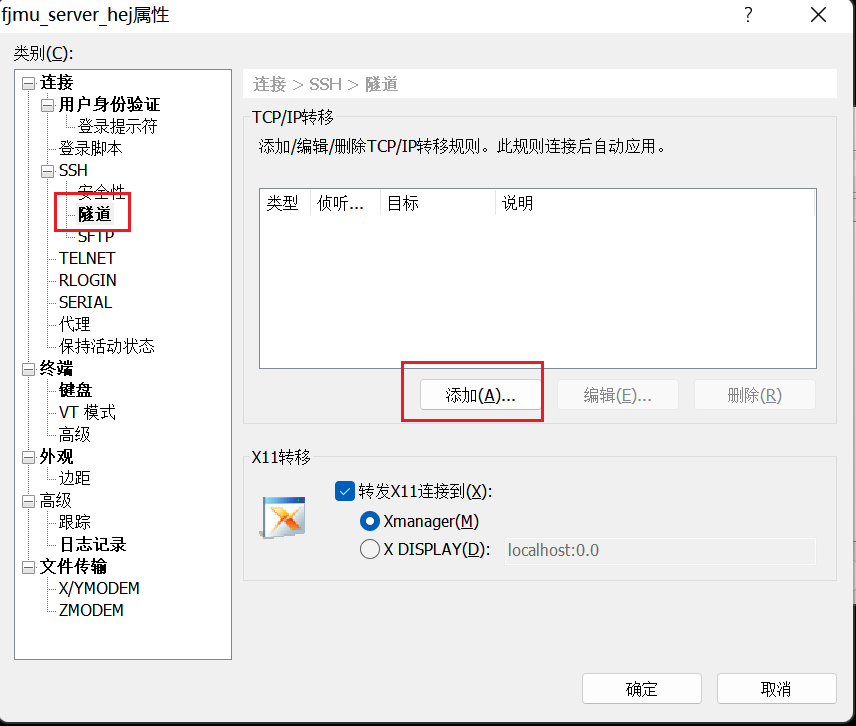 fjmu_server_hej属性
?
类别(C):
连接
用户身份验证
登录提示符
登录脚本
SSH
安全性
隧道
SFTP
TELNET
RLOGIN
SERIAL
代理
保持活动状态
终端
键盘
VT 模式
高级
外观
边距
高级
跟踪
日志记录
文件传输
X/YMODEM
ZMODEM
连接 > SSH > 隧道
TCP/IP转移
添加/编辑/删除TCP/IP转移规则。此规则连接后自动应用。
类型 侦听... 目标 说明
添加(A)... 编辑(E)... 删除(R)
X11转移
转发X11连接到(X):
Xmanager(M)
X DISPLAY(D): localhost:0.0
确定 取消